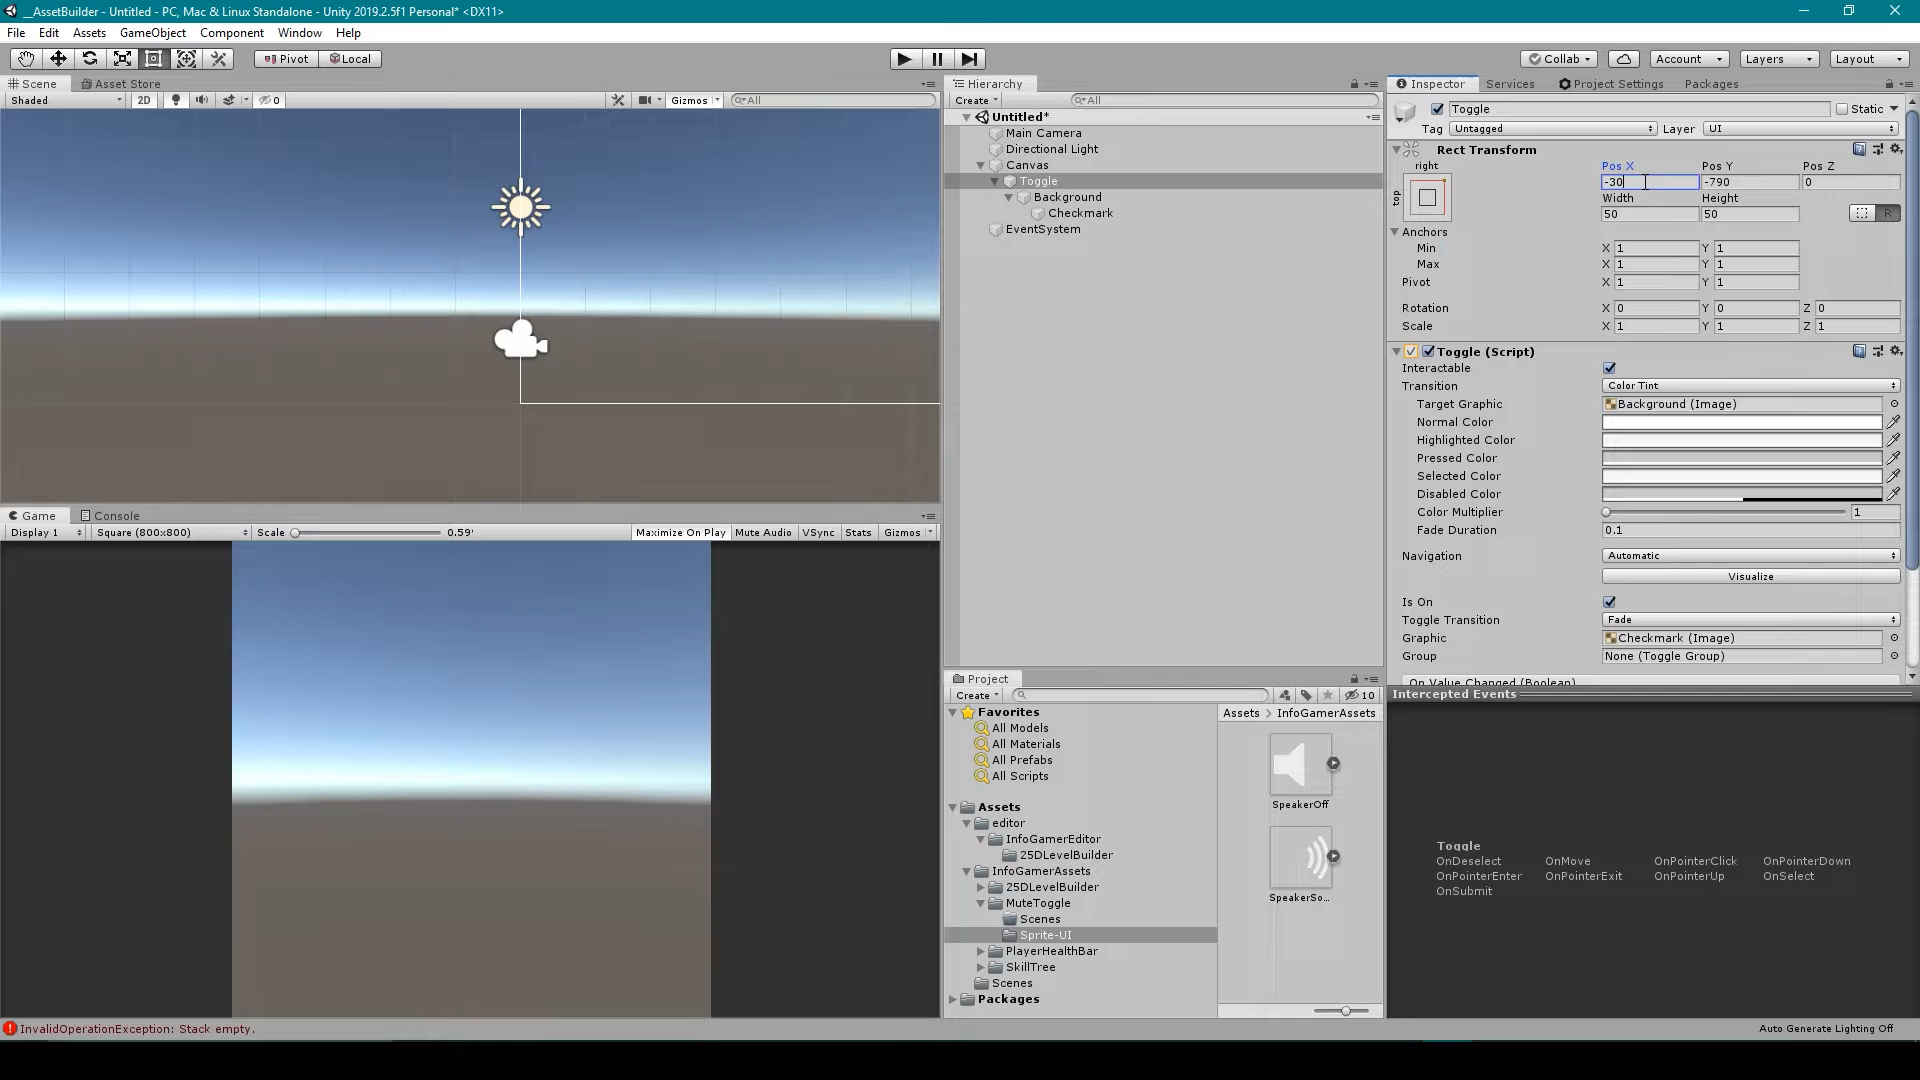 __AssetBuilder - Untitled - PC, Mac & Linux Standalone - Unity 2019.2.5f1 Personal* <DX11>
File Edit Assets GameObject Component Window Help
Pivot Local Collab Account Layers Layout
Scene Asset Store
Shaded 2D 0 Gizmos All
Hierarchy
Create All
Untitled*
Main Camera
Directional Light
Canvas
Toggle
Background
Checkmark
EventSystem
Inspector Services Project Settings Packages
Toggle Static
Tag Untagged Layer UI
Rect Transform
right Pos X Pos Y Pos Z
top -30 -790 0
Width Height
50 50 R
Anchors
Min X 1 Y 1
Max X 1 Y 1
Pivot X 1 Y 1
Rotation X 0 Y 0 Z 0
Scale X 1 Y 1 Z 1
Toggle (Script)
Interactable
Transition Color Tint
Target Graphic Background (Image)
Normal Color
Highlighted Color
Pressed Color
Selected Color
Disabled Color
Color Multiplier 1
Fade Duration 0.1
Navigation Automatic
Visualize
Is On
Toggle Transition Fade
Graphic Checkmark (Image)
Group None (Toggle Group)
On Value Changed (Boolean)
Intercepted Events
Toggle
OnDeselect OnMove OnPointerClick OnPointerDown
OnPointerEnter OnPointerExit OnPointerUp OnSelect
OnSubmit
Game Console
Display 1 Square (800x800) Scale 0.59 Maximize On Play Mute Audio VSync Stats Gizmos
Project
Create 10
Favorites
All Models
All Materials
All Prefabs
All Scripts
Assets
editor
InfoGamerEditor
25DLevelBuilder
InfoGamerAssets
25DLevelBuilder
MuteToggle
Scenes
Sprite-UI
PlayerHealthBar
SkillTree
Scenes
Packages
Assets > InfoGamerAssets
SpeakerOff
SpeakerSo...
InvalidOperationException: Stack empty.
Auto Generate Lighting Off